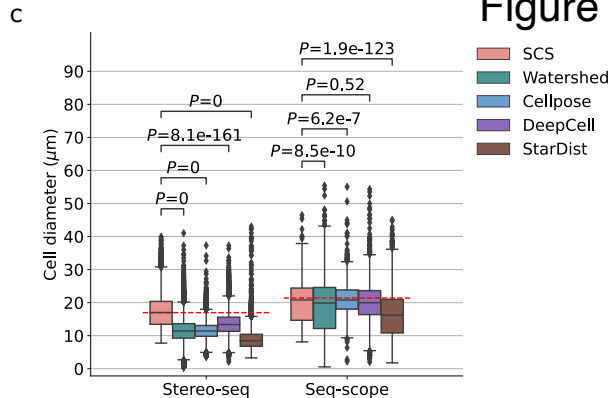 Figure
c
P=1.9e-123
SCS
90
P=0.52
Watershed
80
P=0
P=6.2e-7
Cellpose
70
P=8.1e-161
P=8.5e-10
DeepCell
60
P=0
StarDist
50
P=0
40
30
20
10
0
Cell diameter (μm)
Stereo-seq
Seq-scope